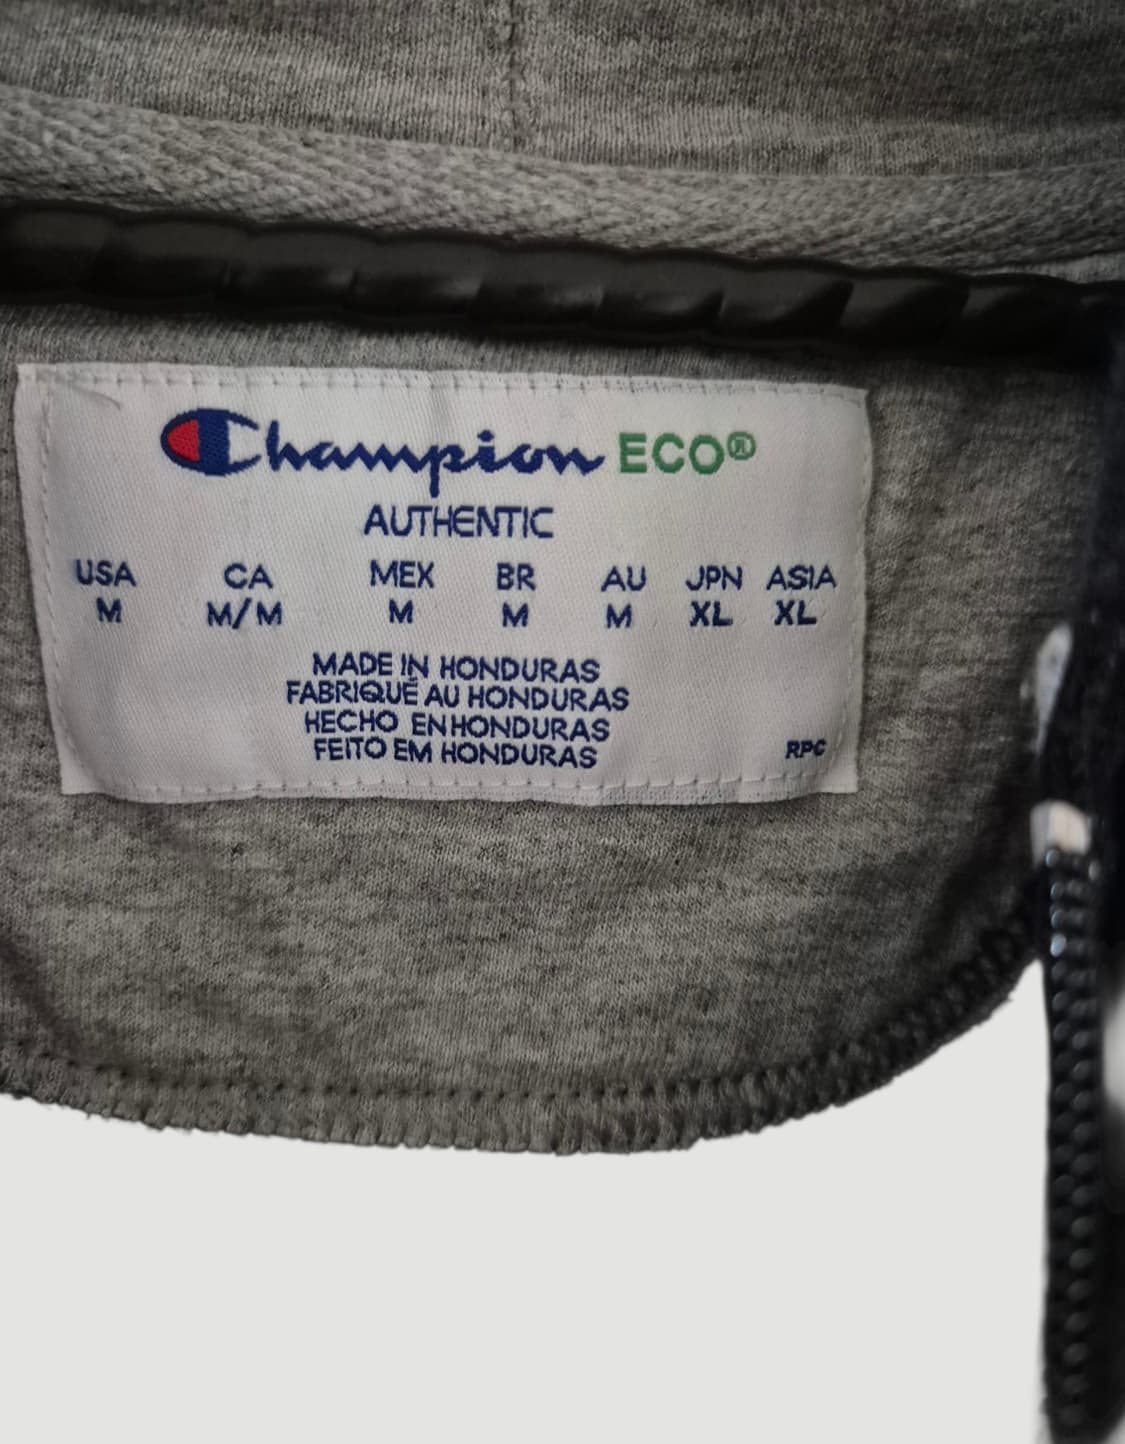 Champion ECO®
AUTHENTIC
USA CA MEX BR AU JPN ASIA
M M/M M M M XL XL
MADE IN HONDURAS
FABRIQUÉ AU HONDURAS
HECHO EN HONDURAS
FEITO EM HONDURAS
RPC